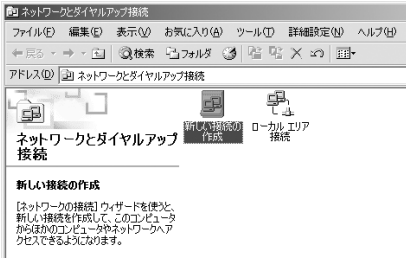 ネットワークとダイヤルアップ接続
ファイル(F) 編集(E) 表示(V) お気に入り(A) ツール(T) 詳細設定(N) ヘルプ(H)
戻る 検索 フォルダ
アドレス(D) ネットワークとダイヤルアップ接続
ネットワークとダイヤルアップ
接続
新しい接続の作成
[ネットワークの接続] ウィザードを使うと、
新しい接続を作成して、このコンピュータ
からほかのコンピュータやネットワークへア
クセスできるようになります。
新しい接続の
作成
ローカル エリア
接続